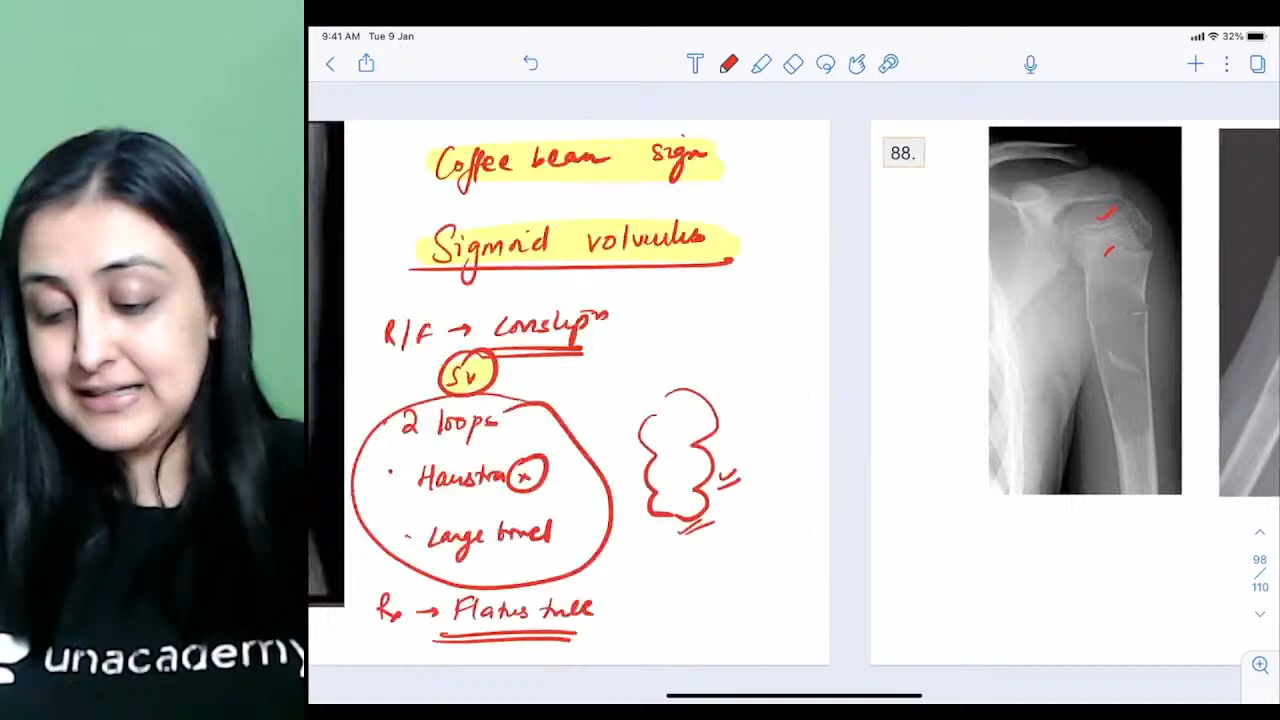 9:41 AM Tue 9 Jan
32%
Coffee bean sign
Sigmoid volvulus
R/F → Constipn
SV
2 loops
· Haustra x
· Large bowel
Rx → Flatus tube
88.
98
/
110
unacademy